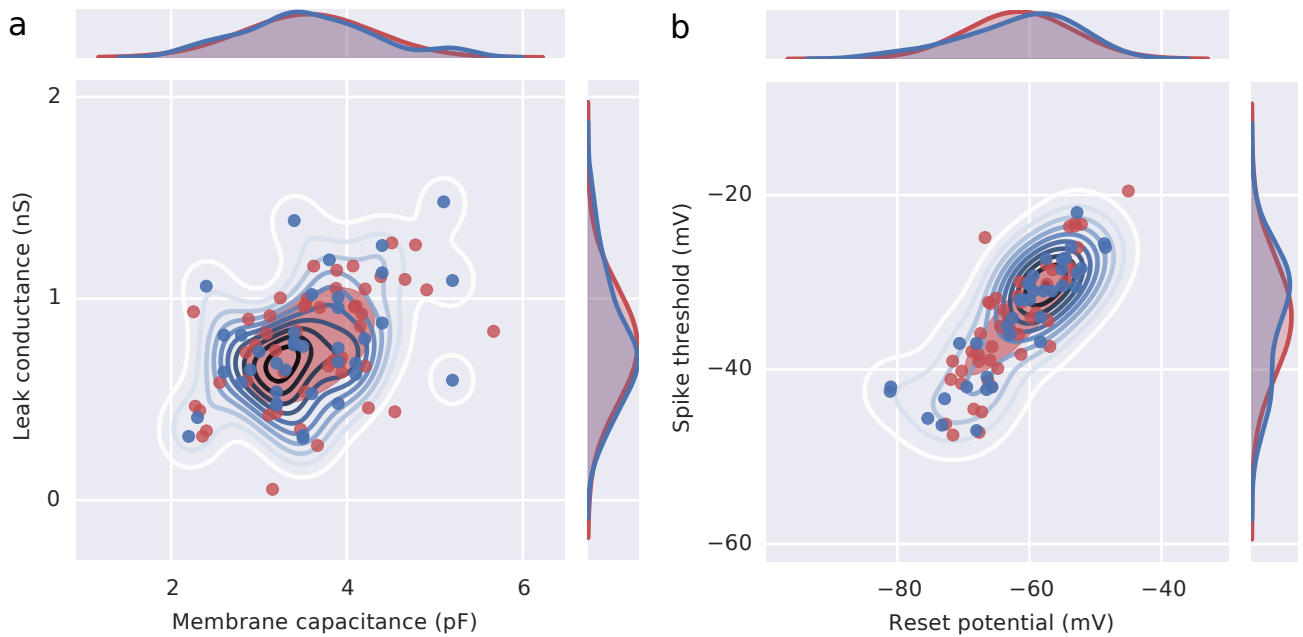 a
2
1
0
Leak conductance (nS)
2
4
6
Membrane capacitance (pF)
b
−20
−40
−60
Spike threshold (mV)
−80
−60
−40
Reset potential (mV)